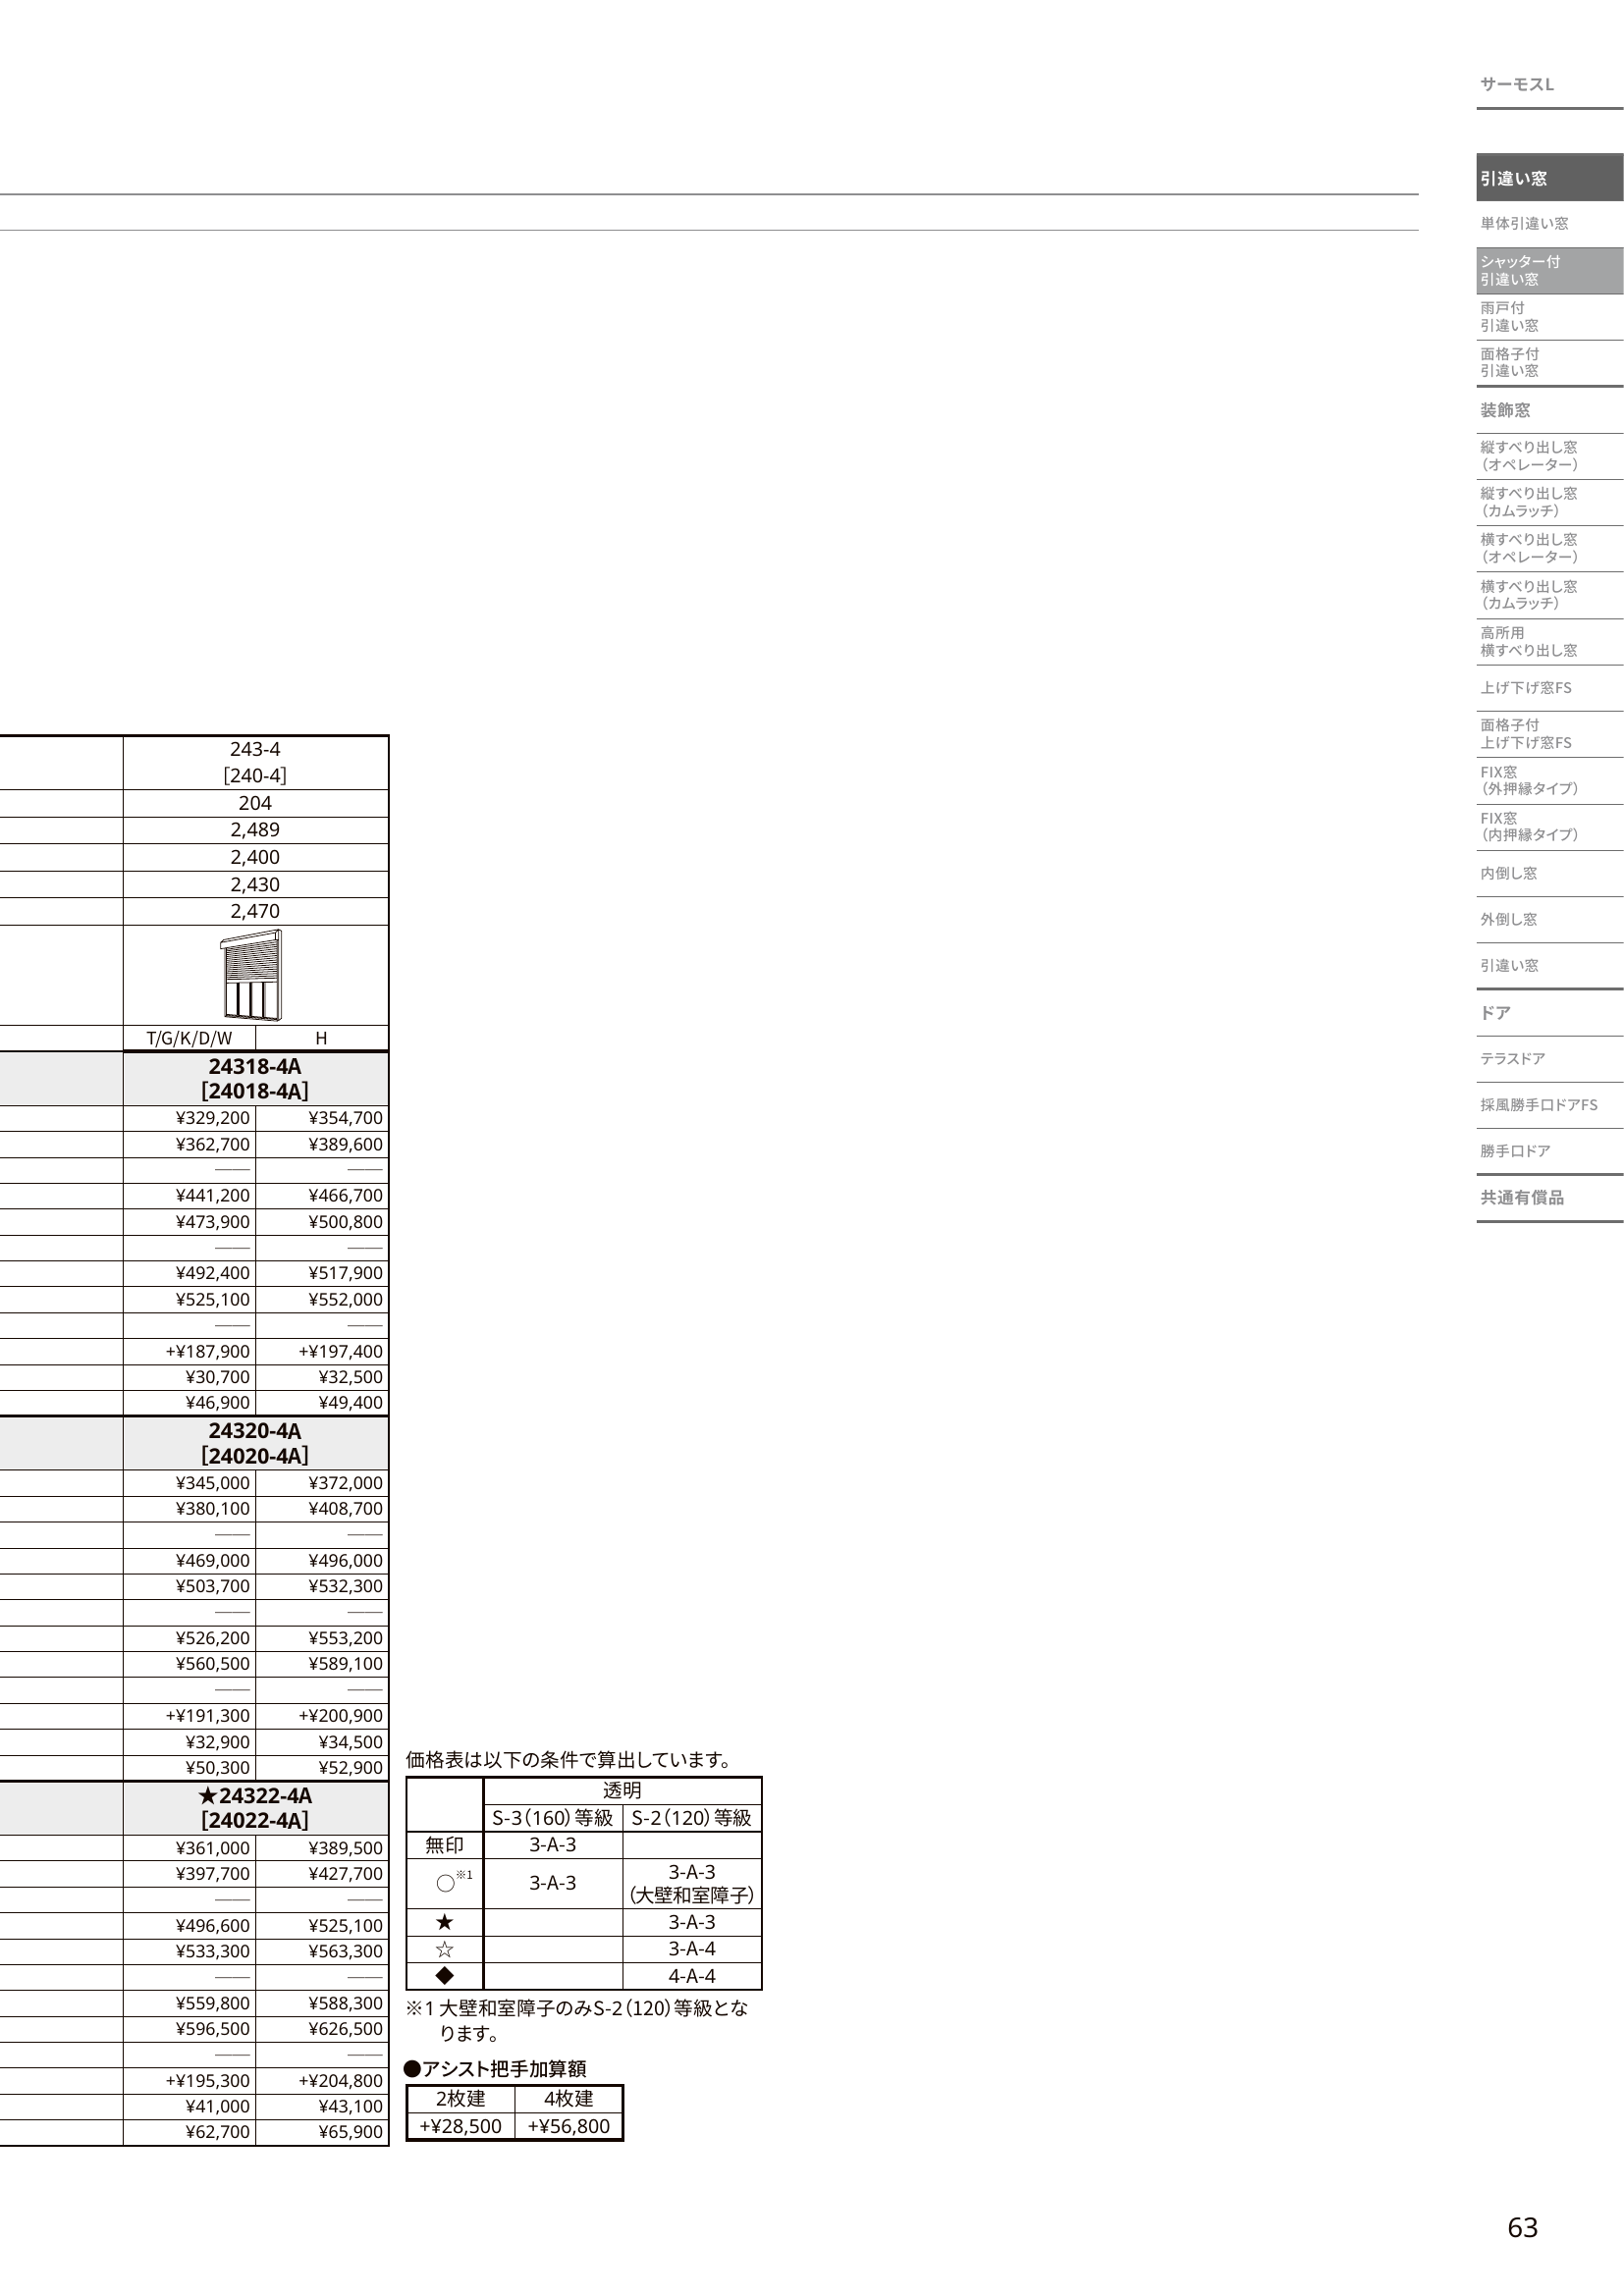 サーモスL
引違い窓
単体引違い窓
シャッター付
引違い窓
雨戸付
引違い窓
面格子付
引違い窓
装飾窓
縦すべり出し窓
（オペレーター）
縦すべり出し窓
（カムラッチ）
横すべり出し窓
（オペレーター）
横すべり出し窓
（カムラッチ）
高所用
横すべり出し窓
上げ下げ窓FS
面格子付
上げ下げ窓FS
FIX窓
（外押縁タイプ）
FIX窓
（内押縁タイプ）
内倒し窓
外倒し窓
引違い窓
ドア
テラスドア
採風勝手口ドアFS
勝手口ドア
共通有償品
243-4
［240-4］
204
2,489
2,400
2,430
2,470
T/G/K/D/W H
24318-4A
［24018-4A］
¥329,200 ¥354,700
¥362,700 ¥389,600
—— ——
¥441,200 ¥466,700
¥473,900 ¥500,800
—— ——
¥492,400 ¥517,900
¥525,100 ¥552,000
—— ——
+¥187,900 +¥197,400
¥30,700 ¥32,500
¥46,900 ¥49,400
24320-4A
［24020-4A］
¥345,000 ¥372,000
¥380,100 ¥408,700
—— ——
¥469,000 ¥496,000
¥503,700 ¥532,300
—— ——
¥526,200 ¥553,200
¥560,500 ¥589,100
—— ——
+¥191,300 +¥200,900
¥32,900 ¥34,500
¥50,300 ¥52,900
★24322-4A
［24022-4A］
¥361,000 ¥389,500
¥397,700 ¥427,700
—— ——
¥496,600 ¥525,100
¥533,300 ¥563,300
—— ——
¥559,800 ¥588,300
¥596,500 ¥626,500
—— ——
+¥195,300 +¥204,800
¥41,000 ¥43,100
¥62,700 ¥65,900
価格表は以下の条件で算出しています。
透明
S-3（160）等級 S-2（120）等級
無印 3-A-3
○※1 3-A-3 3-A-3
（大壁和室障子）
★ 3-A-3
☆ 3-A-4
◆ 4-A-4
※1 大壁和室障子のみS-2（120）等級とな
ります。
●アシスト把手加算額
2枚建 4枚建
+¥28,500 +¥56,800
63